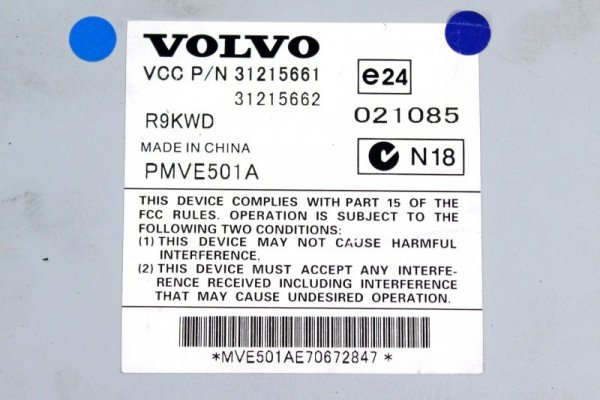 VOLVO
VCC P/N 31215661
31215662
e24
R9KWD
021085
MADE IN CHINA
N18
PMVE501A
THIS DEVICE COMPLIES WITH PART 15 OF THE
FCC RULES. OPERATION IS SUBJECT TO THE
FOLLOWING TWO CONDITIONS:
(1) THIS DEVICE MAY NOT CAUSE HARMFUL
INTERFERENCE.
(2) THIS DEVICE MUST ACCEPT ANY INTERFE-
RENCE RECEIVED INCLUDING INTERFERENCE
THAT MAY CAUSE UNDESIRED OPERATION.
*MVE501AE70672847*